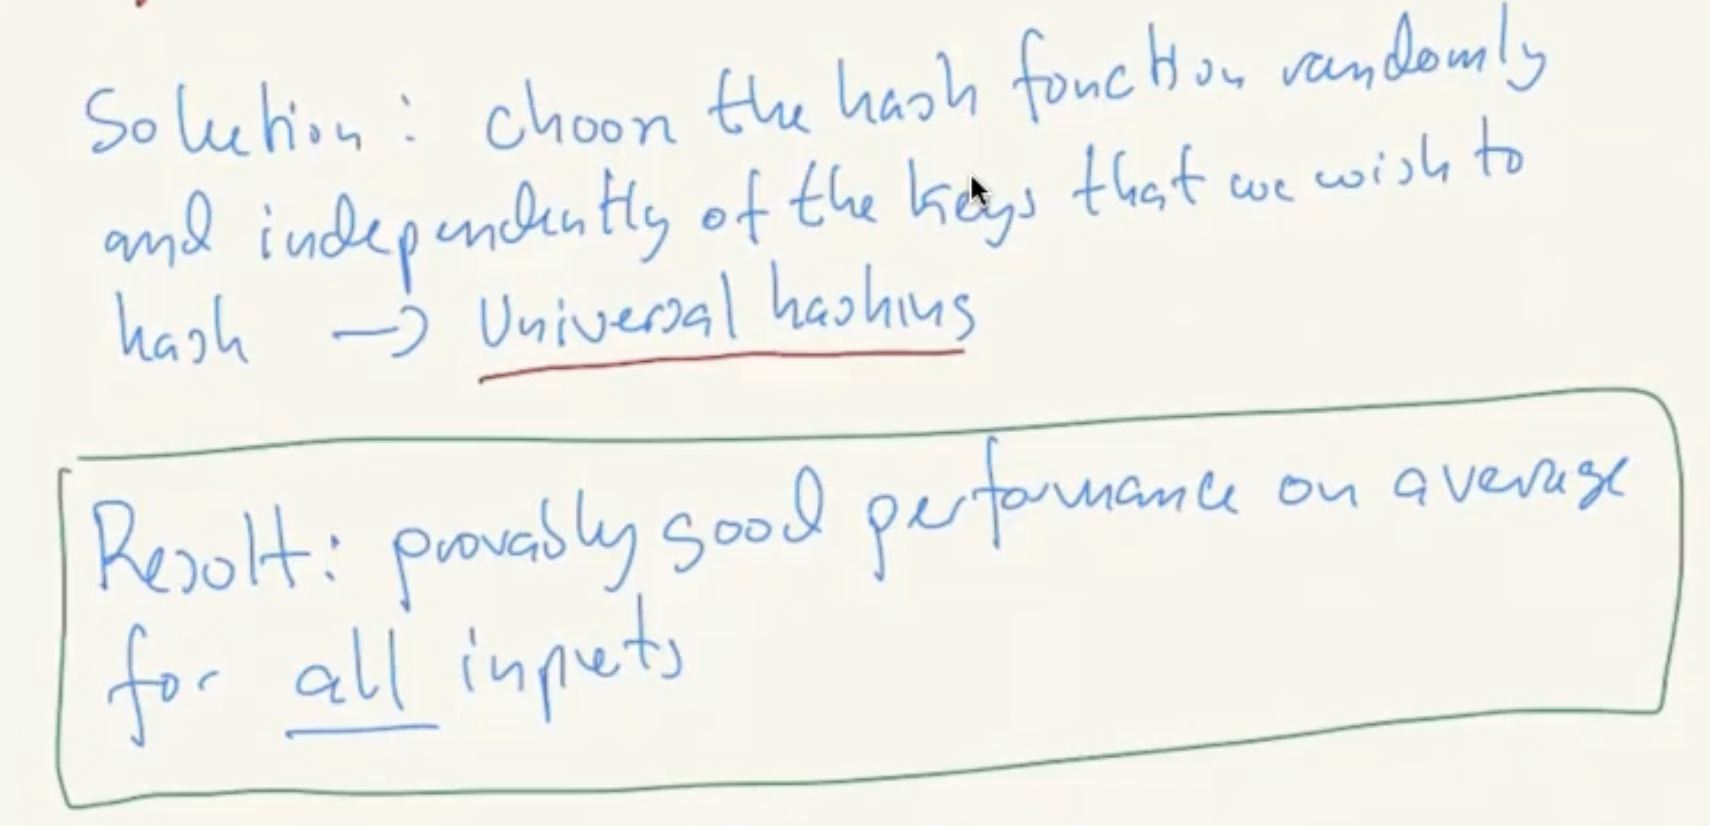 Solution: choose the hash function randomly
and independently of the keys that we wish to
hash → Universal hashing
Result: provably good performance on average
for all inputs